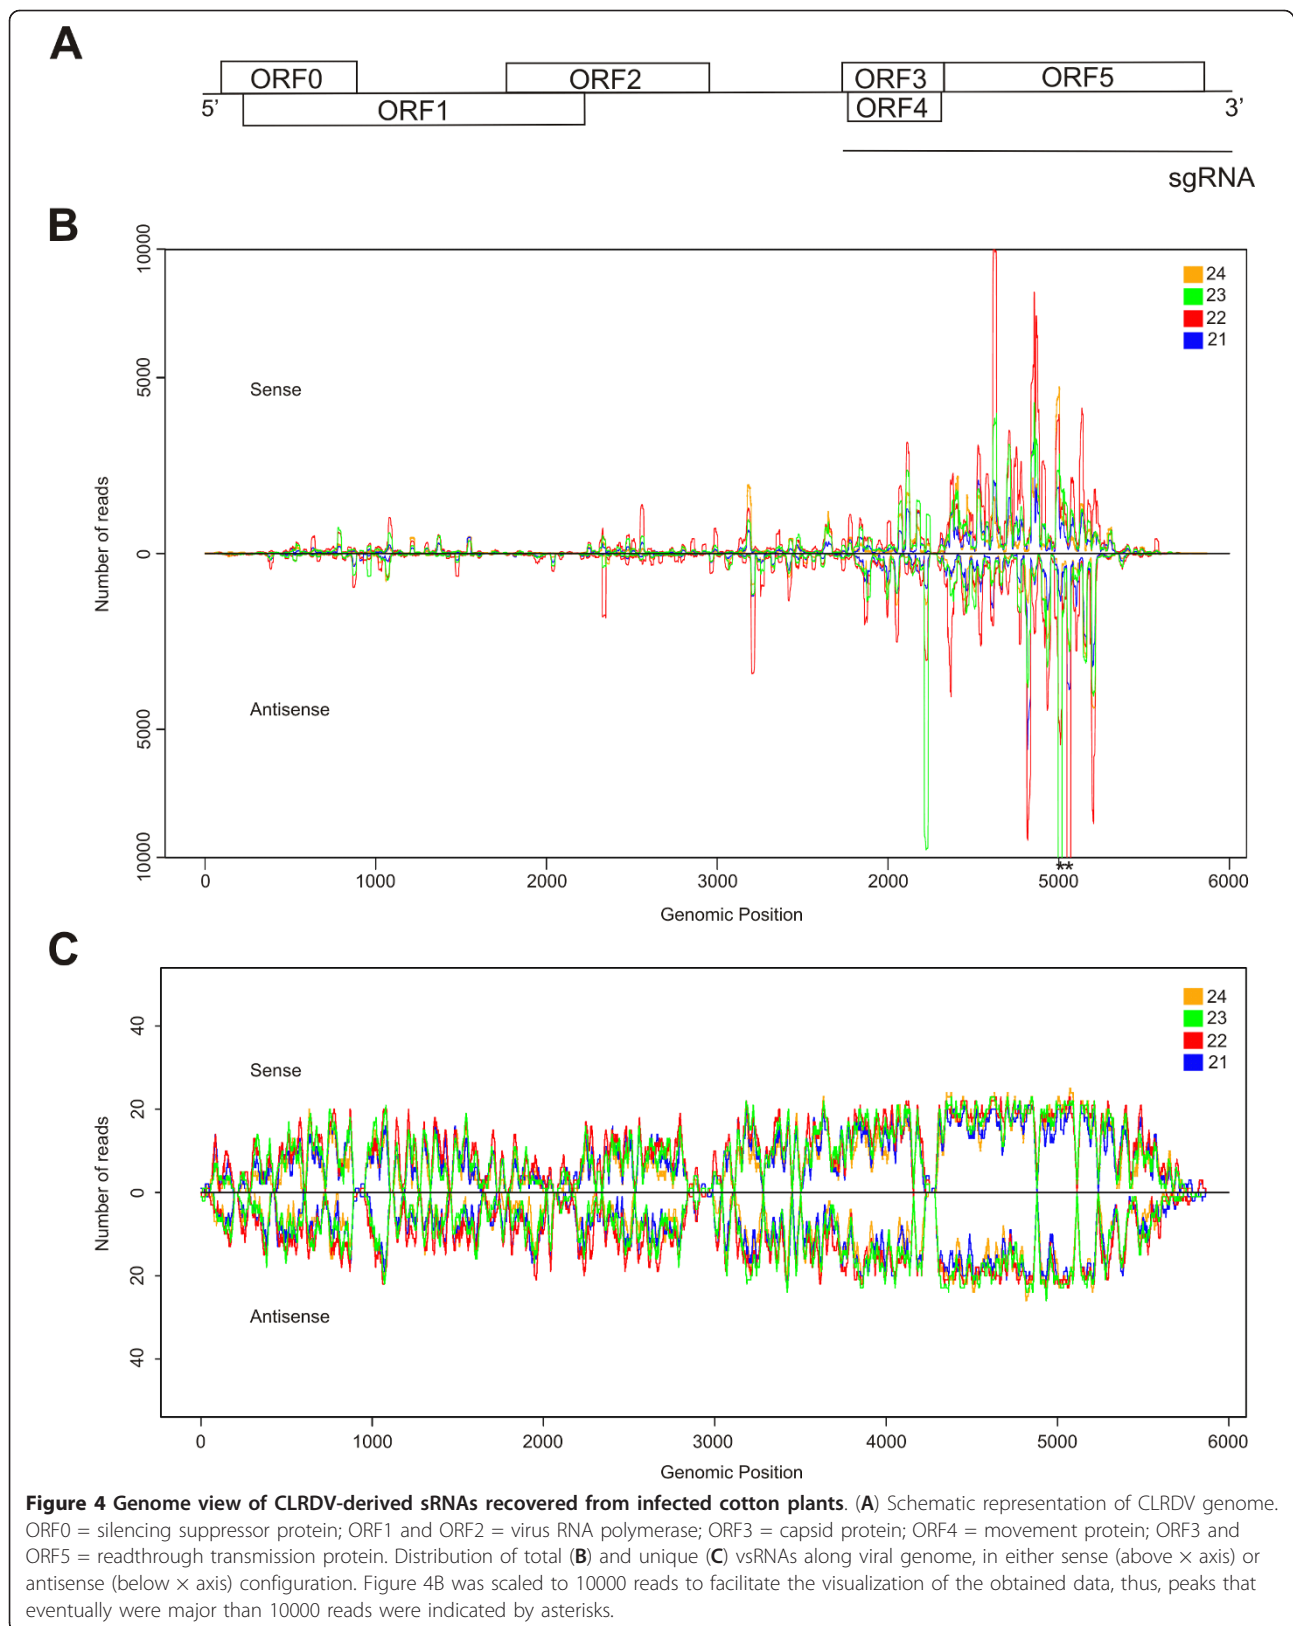 A
ORF0
ORF2
ORF3
ORF5
5’
ORF1
ORF4
3’
sgRNA
B
10000
5000
0
5000
10000
Number of reads
Sense
Antisense
24
23
22
21
**
0 1000 2000 3000 2000 5000 6000
Genomic Position
C
40
20
0
20
40
Number of reads
Sense
Antisense
24
23
22
21
0 1000 2000 3000 4000 5000 6000
Genomic Position
Figure 4 Genome view of CLRDV-derived sRNAs recovered from infected cotton plants. (A) Schematic representation of CLRDV genome.
ORF0 = silencing suppressor protein; ORF1 and ORF2 = virus RNA polymerase; ORF3 = capsid protein; ORF4 = movement protein; ORF3 and
ORF5 = readthrough transmission protein. Distribution of total (B) and unique (C) vsRNAs along viral genome, in either sense (above × axis) or
antisense (below × axis) configuration. Figure 4B was scaled to 10000 reads to facilitate the visualization of the obtained data, thus, peaks that
eventually were major than 10000 reads were indicated by asterisks.